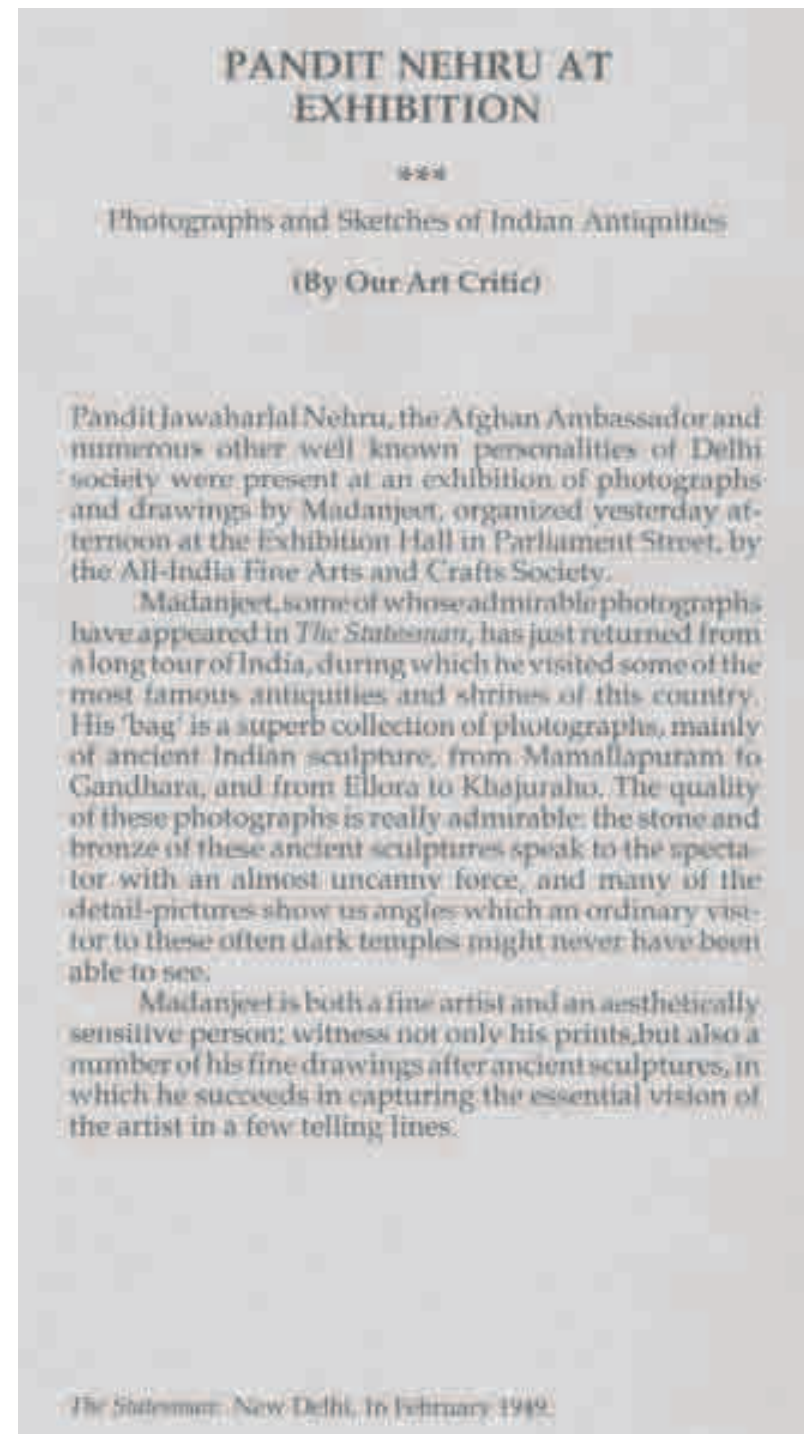 PANDIT NEHRU AT
EXHIBITION
***
Photographs and Sketches of Indian Antiquities
(By Our Art Critic)
Pandit Jawaharlal Nehru, the Afghan Ambassador and
numerous other well known personalities of Delhi
society were present at an exhibition of photographs
and drawings by Madanjeet, organized yesterday af-
ternoon at the Exhibition Hall in Parliament Street, by
the All-India Fine Arts and Crafts Society.
Madanjeet, some of whose admirable photographs
have appeared in The Statesman, has just returned from
a long tour of India, during which he visited some of the
most famous antiquities and shrines of this country.
His 'bag' is a superb collection of photographs, mainly
of ancient Indian sculpture, from Mamallapuram to
Gandhara, and from Ellora to Khajuraho. The quality
of these photographs is really admirable: the stone and
bronze of these ancient sculptures speak to the specta-
tor with an almost uncanny force, and many of the
detail-pictures show us angles which an ordinary visi-
tor to these often dark temples might never have been
able to see.
Madanjeet is both a fine artist and an aesthetically
sensitive person; witness not only his prints,but also a
number of his fine drawings after ancient sculptures, in
which he succeeds in capturing the essential vision of
the artist in a few telling lines.
The Statesman. New Delhi, February 1949.